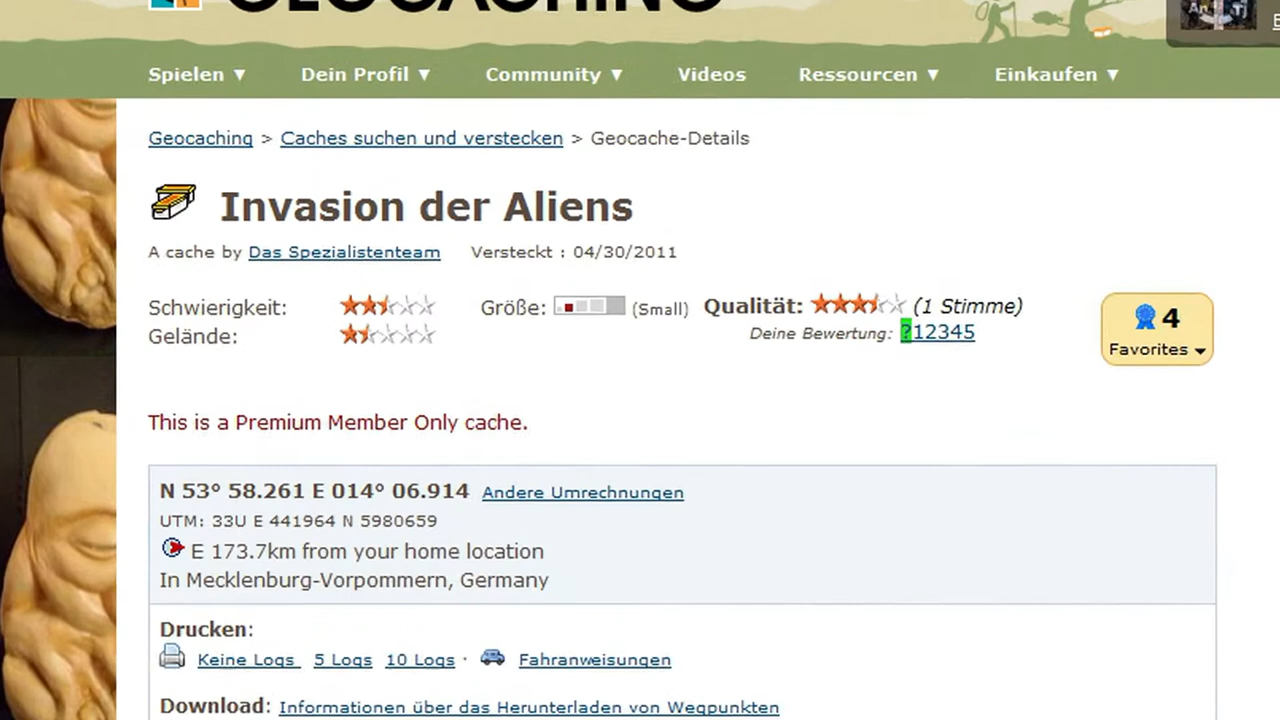 GEOCACHING
Spielen ▼ Dein Profil ▼ Community ▼ Videos Ressourcen ▼ Einkaufen ▼
Geocaching > Caches suchen und verstecken > Geocache-Details
Invasion der Aliens
A cache by Das Spezialistenteam Versteckt : 04/30/2011
Schwierigkeit: Größe: (Small) Qualität: (1 Stimme)
Gelände: Deine Bewertung: ?12345
4
Favorites
This is a Premium Member Only cache.
N 53° 58.261 E 014° 06.914 Andere Umrechnungen
UTM: 33U E 441964 N 5980659
E 173.7km from your home location
In Mecklenburg-Vorpommern, Germany
Drucken:
Keine Logs 5 Logs 10 Logs · Fahranweisungen
Download: Informationen über das Herunterladen von Wegpunkten